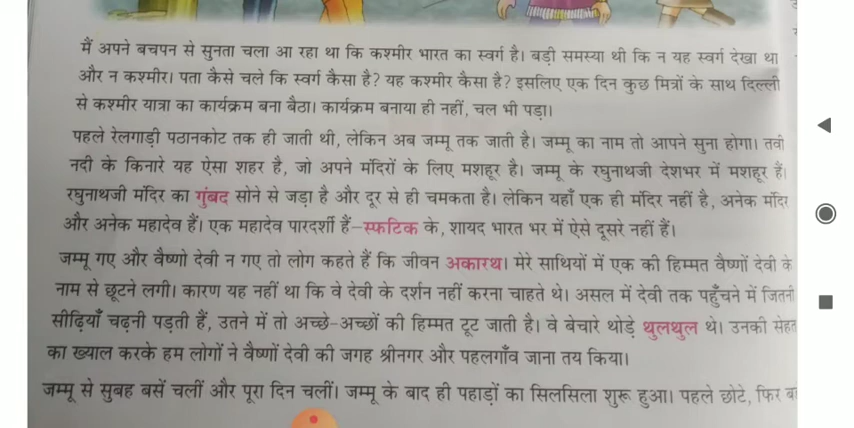 मैं अपने बचपन से सुनता चला आ रहा था कि कश्मीर भारत का स्वर्ग है। बड़ी समस्या थी कि न यह स्वर्ग देखा था
और न कश्मीर। पता कैसे चले कि स्वर्ग कैसा है? यह कश्मीर कैसा है? इसलिए एक दिन कुछ मित्रों के साथ दिल्ली
से कश्मीर यात्रा का कार्यक्रम बना बैठा। कार्यक्रम बनाया ही नहीं, चल भी पड़ा।
पहले रेलगाड़ी पठानकोट तक ही जाती थी, लेकिन अब जम्मू तक जाती है। जम्मू का नाम तो आपने सुना होगा। तवी
नदी के किनारे यह ऐसा शहर है, जो अपने मंदिरों के लिए मशहूर है। जम्मू के रघुनाथजी देशभर में मशहूर हैं।
रघुनाथजी मंदिर का गुंबद सोने से जड़ा है और दूर से ही चमकता है। लेकिन यहाँ एक ही मंदिर नहीं है, अनेक मंदिर
और अनेक महादेव हैं। एक महादेव पारदर्शी हैं-स्फटिक के, शायद भारत भर में ऐसे दूसरे नहीं हैं।
जम्मू गए और वैष्णो देवी न गए तो लोग कहते हैं कि जीवन अकारथ। मेरे साथियों में एक की हिम्मत वैष्णों देवी के
नाम से छूटने लगी। कारण यह नहीं था कि वे देवी के दर्शन नहीं करना चाहते थे। असल में देवी तक पहुँचने में जितनी
सीढ़ियाँ चढ़नी पड़ती हैं, उतने में तो अच्छे-अच्छों की हिम्मत टूट जाती है। वे बेचारे थोड़े थुलथुल थे। उनकी सेहत
का ख्याल करके हम लोगों ने वैष्णों देवी की जगह श्रीनगर और पहलगाँव जाना तय किया।
जम्मू से सुबह बसें चलीं और पूरा दिन चलीं। जम्मू के बाद ही पहाड़ों का सिलसिला शुरू हुआ। पहले छोटे, फिर